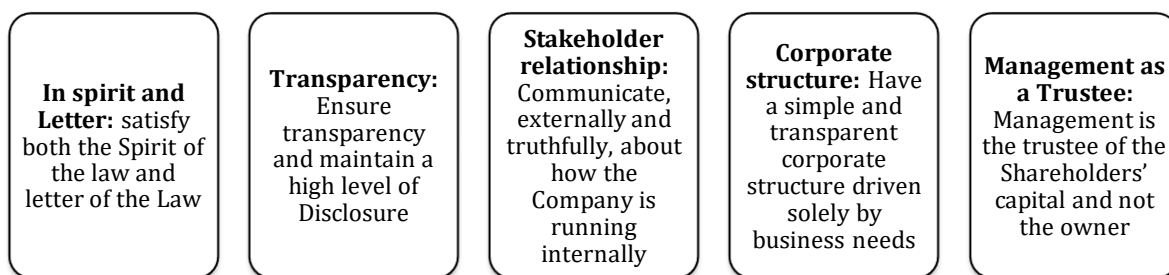 In spirit and
Letter: satisfy
both the Spirit of
the law and
letter of the Law
Transparency:
Ensure
transparency
and maintain a
high level of
Disclosure
Stakeholder
relationship:
Communicate,
externally and
truthfully, about
how the
Company is
running
internally
Corporate
structure: Have
a simple and
transparent
corporate
structure driven
solely by
business needs
Management as
a Trustee:
Management is
the trustee of the
Shareholders’
capital and not
the owner